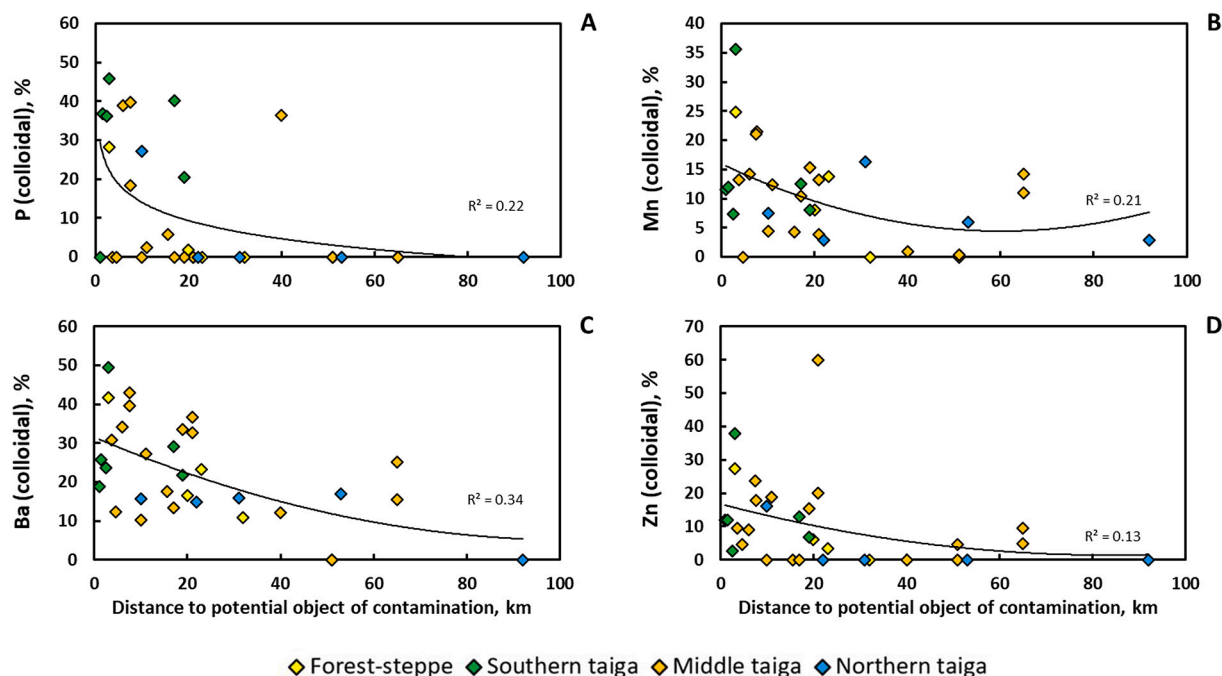 A
P (colloidal), %
60
50
40
30
20
10
0
R² = 0.22
0 20 40 60 80 100
B
Mn (colloidal), %
40
35
30
25
20
15
10
5
0
R² = 0.21
0 20 40 60 80 100
C
Ba (colloidal), %
60
50
40
30
20
10
0
R² = 0.34
0 20 40 60 80 100
Distance to potential object of contamination, km
D
Zn (colloidal), %
70
60
50
40
30
20
10
0
R² = 0.13
0 20 40 60 80 100
Distance to potential object of contamination, km
Forest-steppe Southern taiga Middle taiga Northern taiga